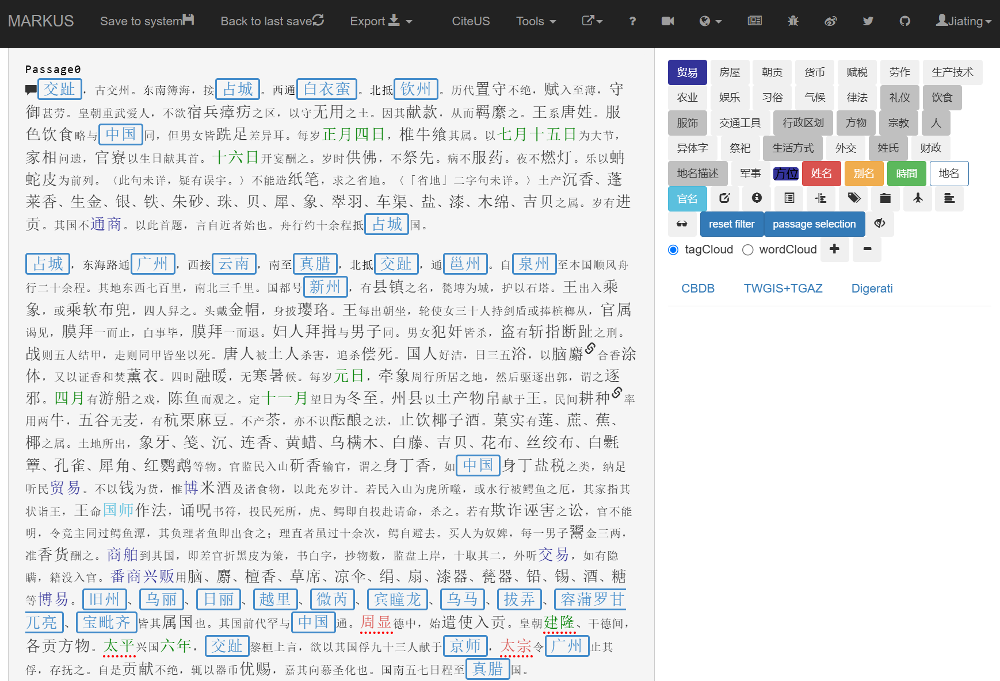 MARKUS Save to system Back to last save Export CiteUS Tools ? Jiating
Passage0
交趾，古交州。东南薄海，接占城。西通白衣蛮。北抵钦州。历代置守不绝，赋入至薄，守
御甚劳。皇朝重武爱人，不欲宿兵瘴疠之区，以守无用之土。因其献款，从而羁縻之。王系唐姓。服
色饮食略与中国同，但男女皆跣足差异耳。每岁正月四日，椎牛飨其属。以七月十五日为大节，
家相问遗，官寮以生日献其首。十六日开宴酬之。岁时供佛，不祭先。病不服药。夜不燃灯。乐以蚺
蛇皮为前列。〈此句未详，疑有误字。〉不能造纸笔，求之省地。〈「省地」二字句未详。〉土产沉香、蓬
莱香、生金、银、铁、朱砂、珠、贝、犀、象、翠羽、车渠、盐、漆、木绵、吉贝之属。岁有进
贡。其国不通商。以此首题，言自近者始也。舟行约十余程抵占城国。
占城，东海路通广州，西接云南，南至真腊，北抵交趾，通邕州。自泉州至本国顺风舟
行二十余程。其地东西七百里，南北三千里。国都号新州，有县镇之名，甃塼为城，护以石塔。王出入乘
象，或乘软布兜，四人舁之。头戴金帽，身披璎珞。王每出朝坐，轮使女三十人持剑盾或捧槟榔从，官属
谒见，膜拜一而止，白事毕，膜拜一而退。妇人拜揖与男子同。男女犯奸皆杀，盗有斩指断趾之刑。
战则五人结甲，走则同甲皆坐以死。唐人被土人杀害，追杀偿死。国人好洁，日三五浴，以脑麝合香涂
体，又以证香和焚薰衣。四时融暖，无寒暑候。每岁元日，牵象周行所居之地，然后驱逐出郭，谓之逐
邪。四月有游船之戏，陈鱼而观之。定十一月望日为冬至。州县以土产物帛献于王。民间耕种率
用两牛，五谷无麦，有秔粟麻豆。不产茶，亦不识酝酿之法，止饮椰子酒。菓实有莲、蔗、蕉、
椰之属。土地所出，象牙、笺、沉、连香、黄蜡、乌樠木、白藤、吉贝、花布、丝绞布、白氎
簟、孔雀、犀角、红鹦鹉等物。官监民入山斫香输官，谓之身丁香，如中国身丁盐税之类，纳足
听民贸易。不以钱为货，惟博米酒及诸食物，以此充岁计。若民入山为虎所噬，或水行被鳄鱼之厄，其家指其
状诣王，王命国师作法，诵呪书符，投民死所，虎、鳄即自投赴请命，杀之。若有欺诈诬害之讼，官不能
明，令竞主同过鳄鱼潭，其负理者鱼即出食之；理直者虽过十余次，鳄自避去。买人为奴婢，每一男子鬻金三两，
准香货酬之。商舶到其国，即差官折黑皮为策，书白字，抄物数，监盘上岸，十取其二，外听交易，如有隐
瞒，籍没入官。番商兴贩用脑、麝、檀香、草席、凉伞、绢、扇、漆器、甆器、铅、锡、酒、糖
等博易。旧州、乌丽、日丽、越里、微芮、宾瞳龙、乌马、拔弄、容蒲罗甘
兀亮、宝毗齐皆其属国也。其国前代罕与中国通。周显德中，始遣使入贡。皇朝建隆、干德间，
各贡方物。太平兴国六年，交趾黎桓上言，欲以其国俘九十三人献于京师，太宗令广州止其
俘，存抚之。自是贡献不绝，辄以器币优赐，嘉其向慕圣化也。国南五七日程至真腊国。
贸易 房屋 朝贡 货币 赋税 劳作 生产技术
农业 娱乐 习俗 气候 律法 礼仪 饮食
服饰 交通工具 行政区划 方物 宗教 人
异体字 祭祀 生活方式 外交 姓氏 财政
地名描述 军事 方位 姓名 別名 時間 地名
官名
reset filter passage selection
tagCloud wordCloud + -
CBDB TWGIS+TGAZ Digerati